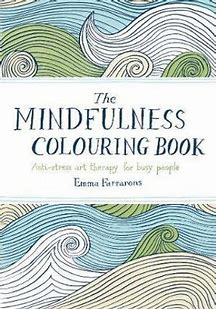 The
MINDFULNESS
COLOURING BOOK
Anti-stress art therapy for busy people
Emma Farrarons